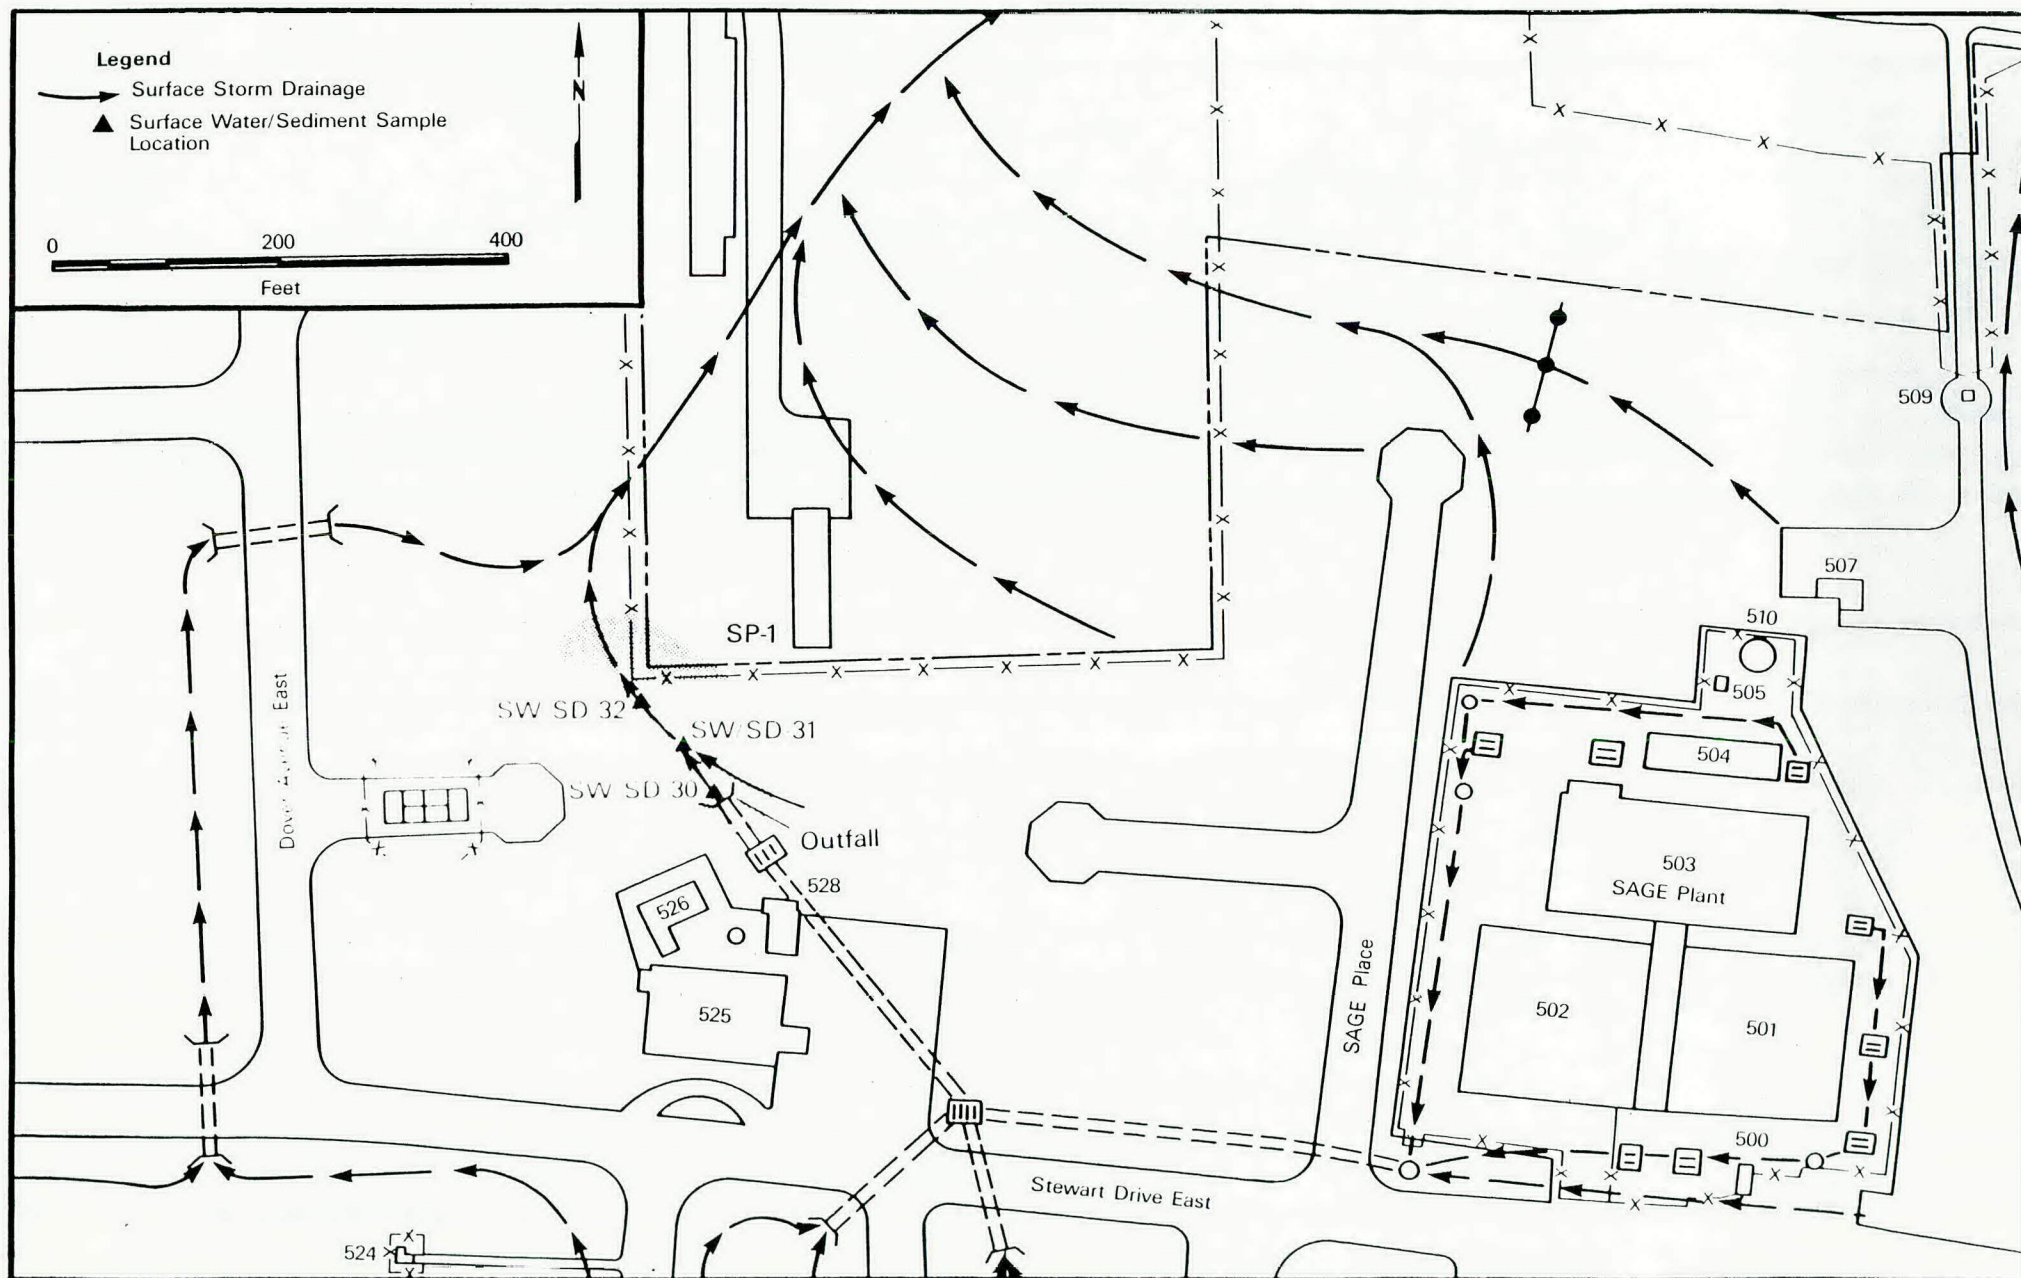 Legend
Surface Storm Drainage
Surface Water/Sediment Sample
Location
N
0 200 400
Feet
509
507
510
SP-1
505
SW SD 32
SW/SD 31
504
SW SD 30
Outfall
503
SAGE Plant
528
526
525
502
501
Dover Avenue East
SAGE Place
500
Stewart Drive East
524